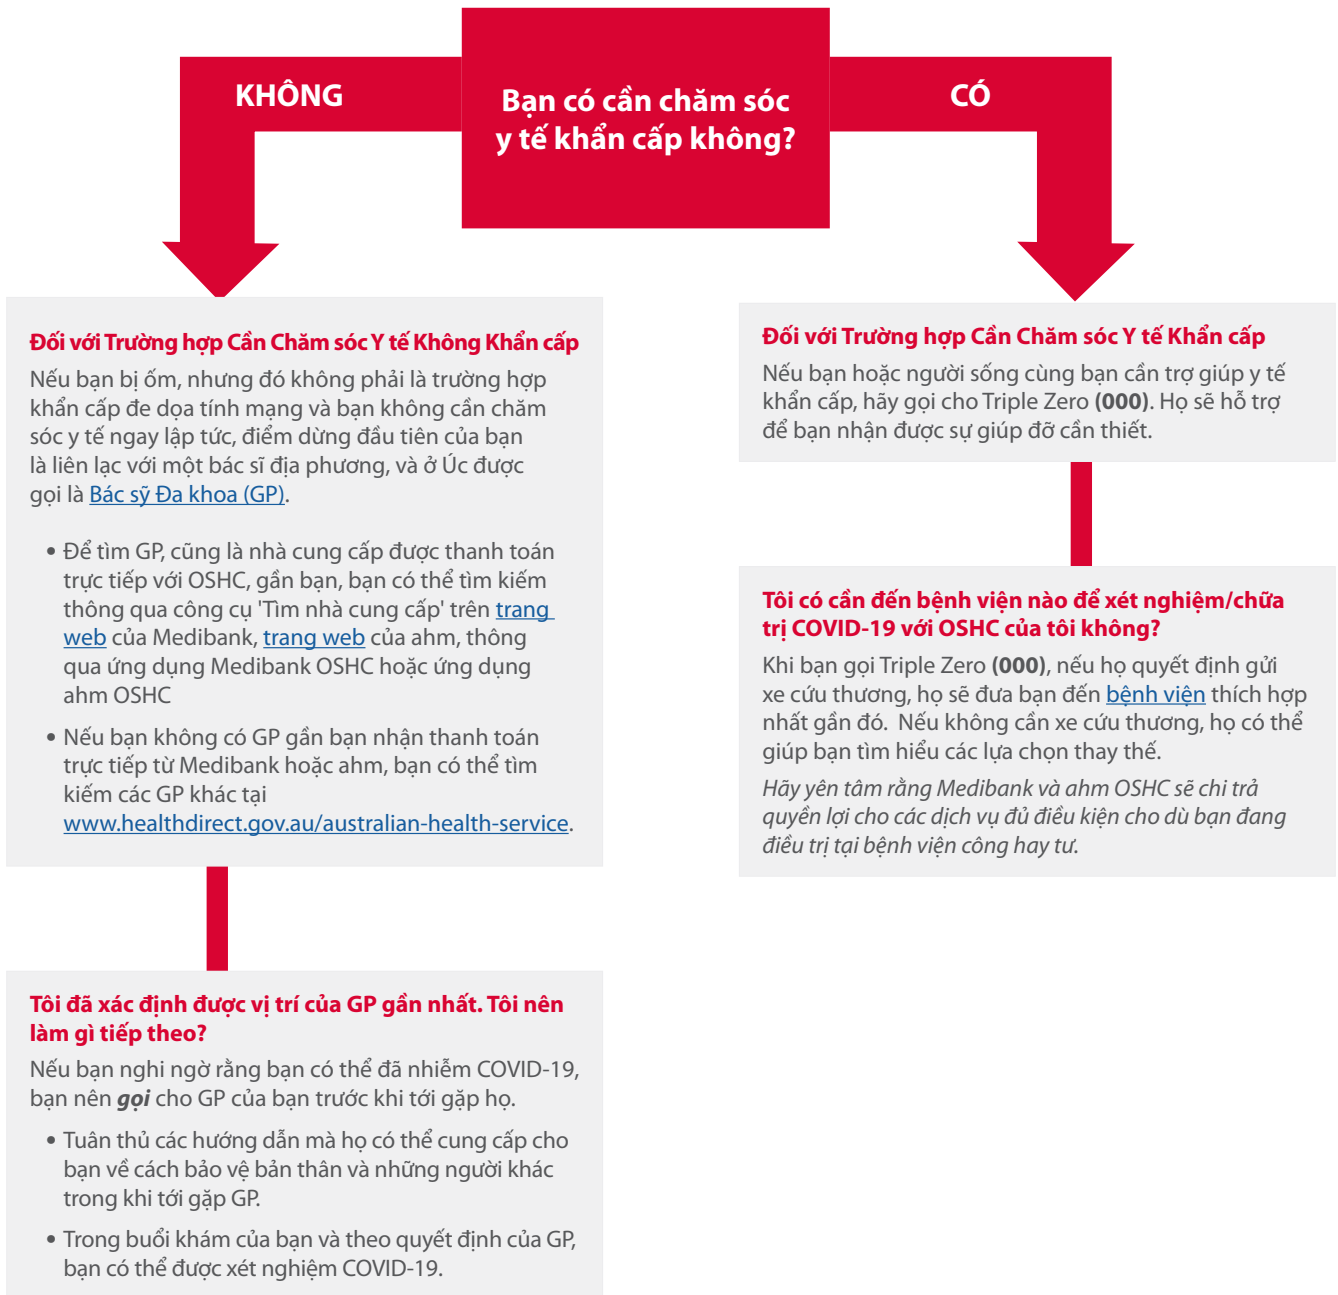 KHÔNG
Bạn có cần chăm sóc
y tế khẩn cấp không?
CÓ
Đối với Trường hợp Cần Chăm sóc Y tế Không Khẩn cấp
Nếu bạn bị ốm, nhưng đó không phải là trường hợp
khẩn cấp đe dọa tính mạng và bạn không cần chăm
sóc y tế ngay lập tức, điểm dừng đầu tiên của bạn
là liên lạc với một bác sĩ địa phương, và ở Úc được
gọi là Bác sỹ Đa khoa (GP).
• Để tìm GP, cũng là nhà cung cấp được thanh toán
trực tiếp với OSHC, gần bạn, bạn có thể tìm kiếm
thông qua công cụ 'Tìm nhà cung cấp' trên trang
web của Medibank, trang web của ahm, thông
qua ứng dụng Medibank OSHC hoặc ứng dụng
ahm OSHC
• Nếu bạn không có GP gần bạn nhận thanh toán
trực tiếp từ Medibank hoặc ahm, bạn có thể tìm
kiếm các GP khác tại
www.healthdirect.gov.au/australian-health-service.
Tôi đã xác định được vị trí của GP gần nhất. Tôi nên
làm gì tiếp theo?
Nếu bạn nghi ngờ rằng bạn có thể đã nhiễm COVID-19,
bạn nên gọi cho GP của bạn trước khi tới gặp họ.
• Tuân thủ các hướng dẫn mà họ có thể cung cấp cho
bạn về cách bảo vệ bản thân và những người khác
trong khi tới gặp GP.
• Trong buổi khám của bạn và theo quyết định của GP,
bạn có thể được xét nghiệm COVID-19.
Đối với Trường hợp Cần Chăm sóc Y tế Khẩn cấp
Nếu bạn hoặc người sống cùng bạn cần trợ giúp y tế
khẩn cấp, hãy gọi cho Triple Zero (000). Họ sẽ hỗ trợ
để bạn nhận được sự giúp đỡ cần thiết.
Tôi có cần đến bệnh viện nào để xét nghiệm/chữa
trị COVID-19 với OSHC của tôi không?
Khi bạn gọi Triple Zero (000), nếu họ quyết định gửi
xe cứu thương, họ sẽ đưa bạn đến bệnh viện thích hợp
nhất gần đó. Nếu không cần xe cứu thương, họ có thể
giúp bạn tìm hiểu các lựa chọn thay thế.
Hãy yên tâm rằng Medibank và ahm OSHC sẽ chi trả
quyền lợi cho các dịch vụ đủ điều kiện cho dù bạn đang
điều trị tại bệnh viện công hay tư.